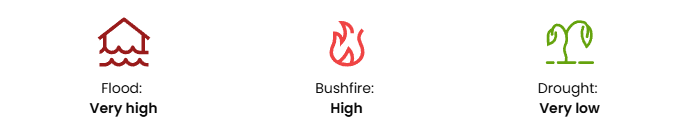 Flood:
Very high
Bushfire:
High
Drought:
Very low